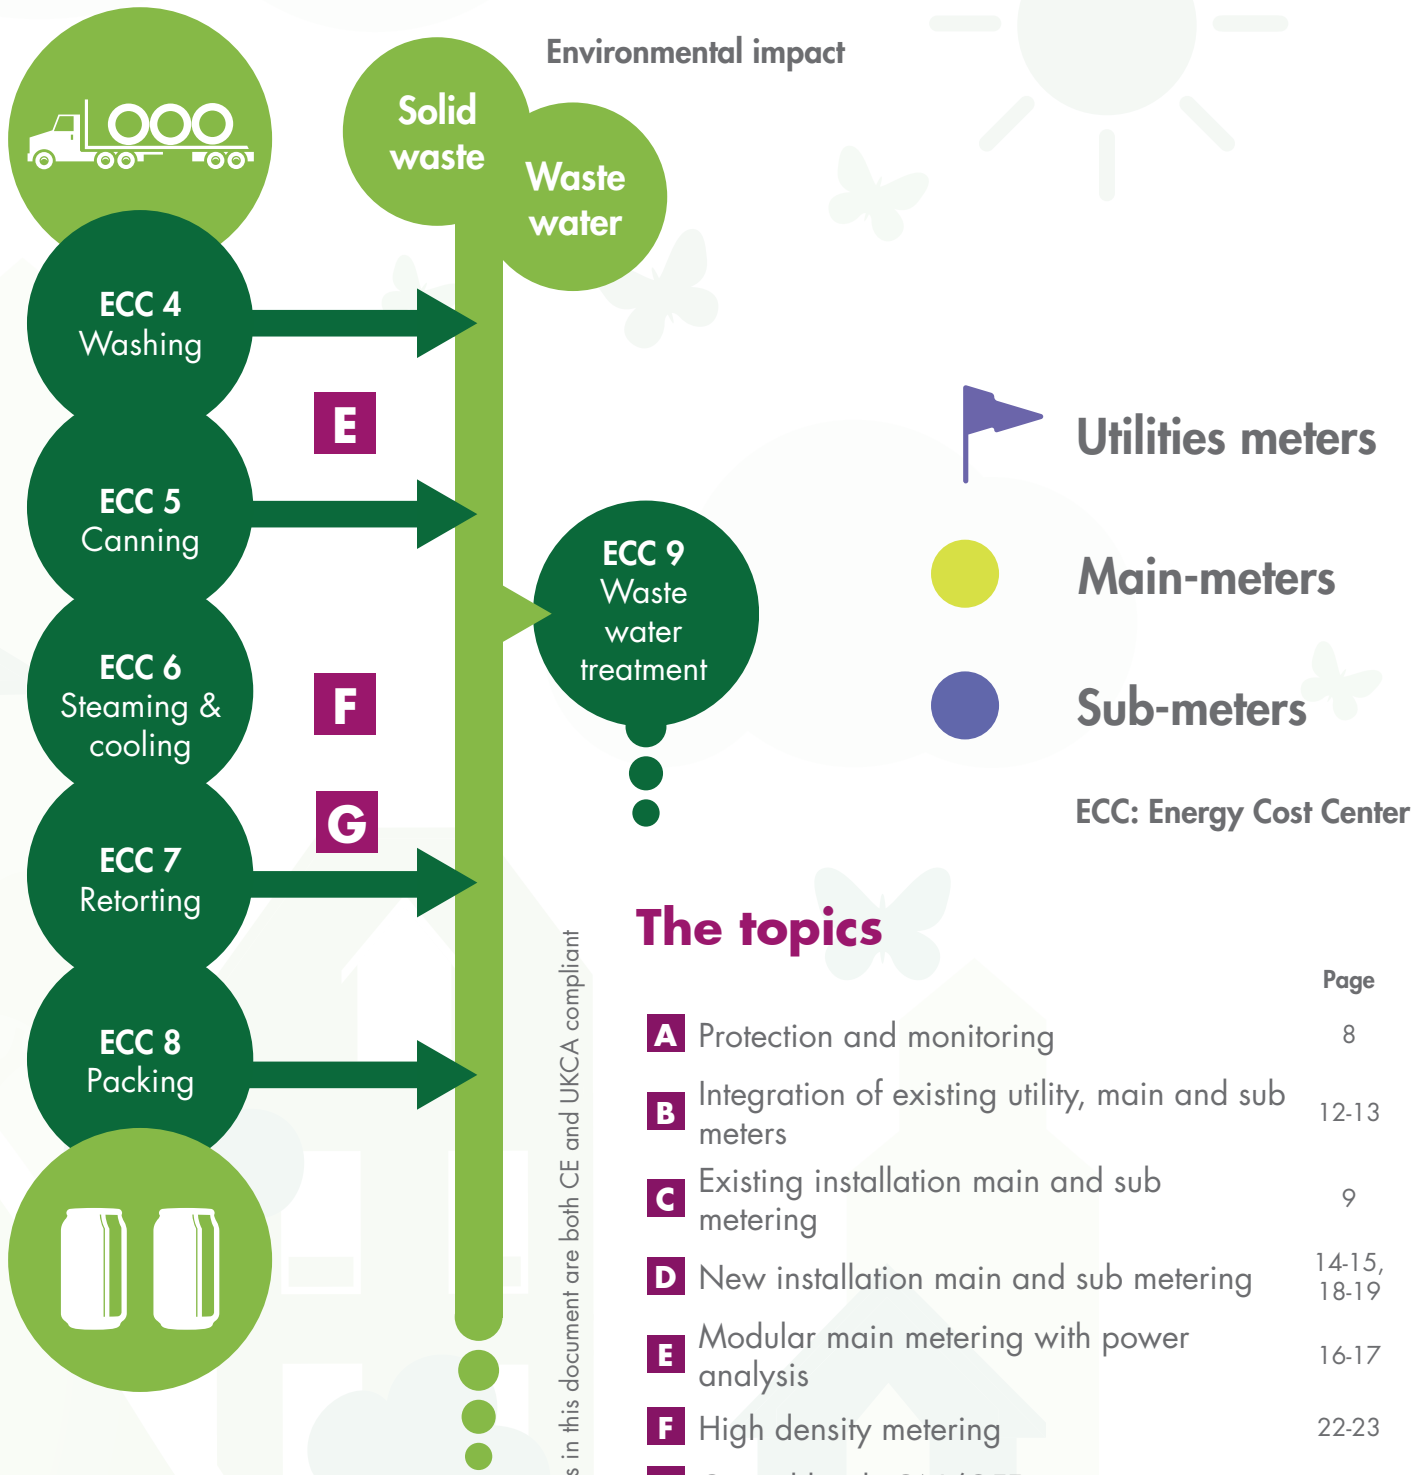 Environmental impact
Solid
waste
Waste
water
ECC 4
Washing
E
ECC 5
Canning
ECC 6
Steaming &
cooling
F
G
ECC 7
Retorting
ECC 8
Packing
ECC 9
Waste
water
treatment
Utilities meters
Main-meters
Sub-meters
ECC: Energy Cost Center
in this document are both CE and UKCA compliant
The topics
Page
A Protection and monitoring 8
B Integration of existing utility, main and sub
meters 12-13
C Existing installation main and sub
metering 9
D New installation main and sub metering 14-15,
18-19
E Modular main metering with power
analysis 16-17
F High density metering 22-23